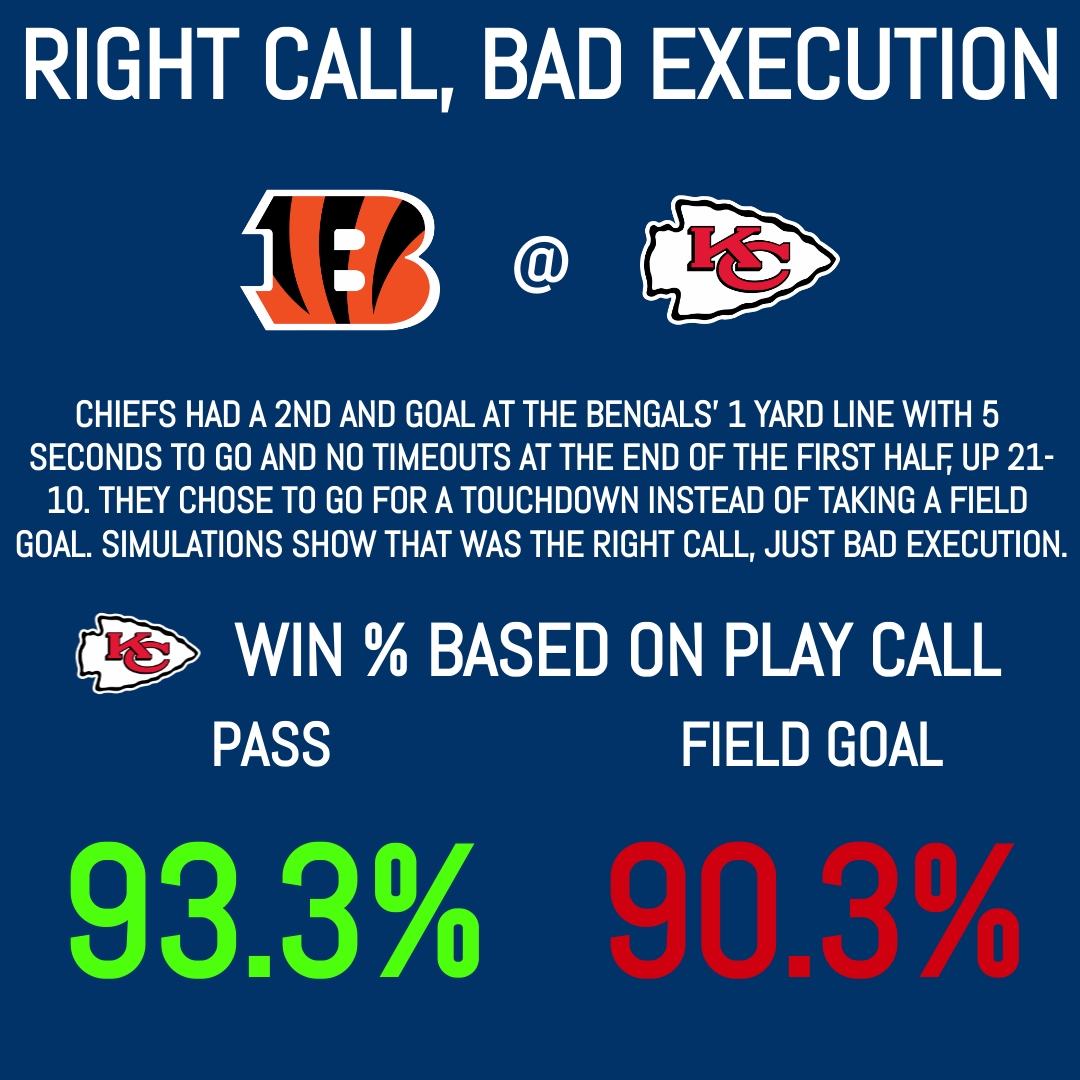 RIGHT CALL, BAD EXECUTION
B @ KC
CHIEFS HAD A 2ND AND GOAL AT THE BENGALS' 1 YARD LINE WITH 5
SECONDS TO GO AND NO TIMEOUTS AT THE END OF THE FIRST HALF, UP 21-
10. THEY CHOSE TO GO FOR A TOUCHDOWN INSTEAD OF TAKING A FIELD
GOAL. SIMULATIONS SHOW THAT WAS THE RIGHT CALL, JUST BAD EXECUTION.
KC WIN % BASED ON PLAY CALL
PASS FIELD GOAL
93.3% 90.3%